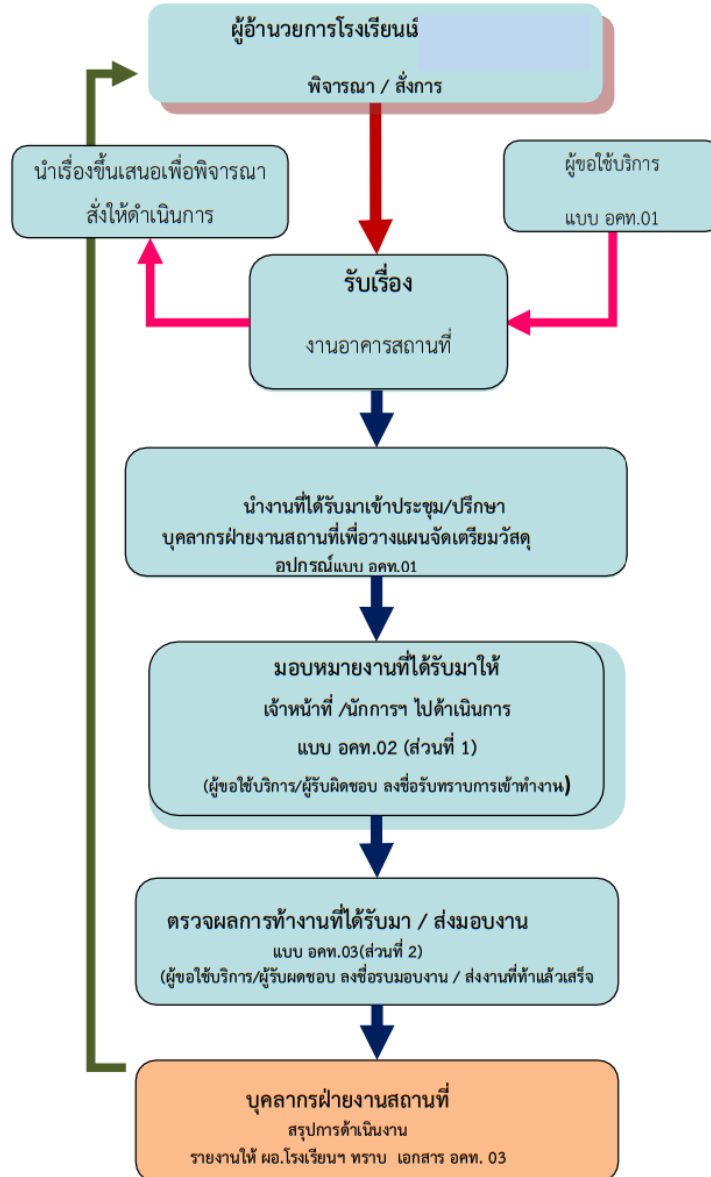 ผู้อำนวยการโรงเรียนเมื
พิจารณา / สั่งการ
นำเรื่องขึ้นเสนอเพื่อพิจารณา
สั่งให้ดำเนินการ
ผู้ขอใช้บริการ
แบบ อคท.01
รับเรื่อง
งานอาคารสถานที่
นำงานที่ได้รับมาเข้าประชุม/ปรึกษา
บุคลากรฝ่ายงานสถานที่เพื่อวางแผนจัดเตรียมวัสดุ
อุปกรณ์แบบ อคท.01
มอบหมายงานที่ได้รับมาให้
เจ้าหน้าที่ /นักการฯ ไปดำเนินการ
แบบ อคท.02 (ส่วนที่ 1)
(ผู้ขอใช้บริการ/ผู้รับผิดชอบ ลงชื่อรับทราบการเข้าทำงาน)
ตรวจผลการท้างานที่ได้รับมา / ส่งมอบงาน
แบบ อคท.03(ส่วนที่ 2)
(ผู้ขอใช้บริการ/ผู้รับผดชอบ ลงชื่อรบมอบงาน / ส่งงานที่ท้าแล้วเสร็จ
บุคลากรฝ่ายงานสถานที่
สรุปการด้าเนินงาน
รายงานให้ ผอ.โรงเรียนฯ ทราบ เอกสาร อคท. 03